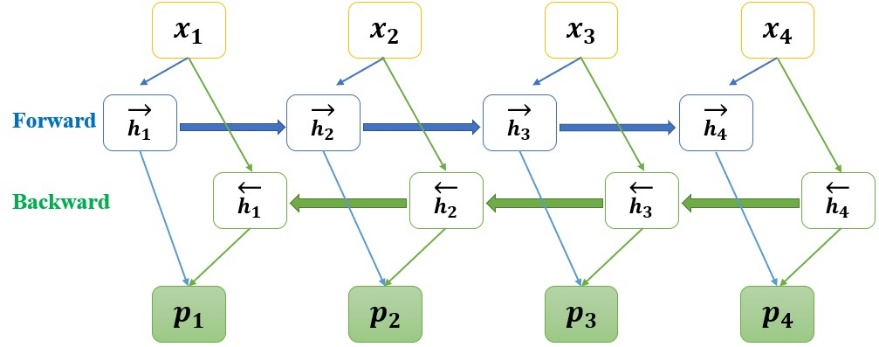 x₁ x₂ x₃ x₄
Forward →h₁ →h₂ →h₃ →h₄
Backward ←h₁ ←h₂ ←h₃ ←h₄
p₁ p₂ p₃ p₄